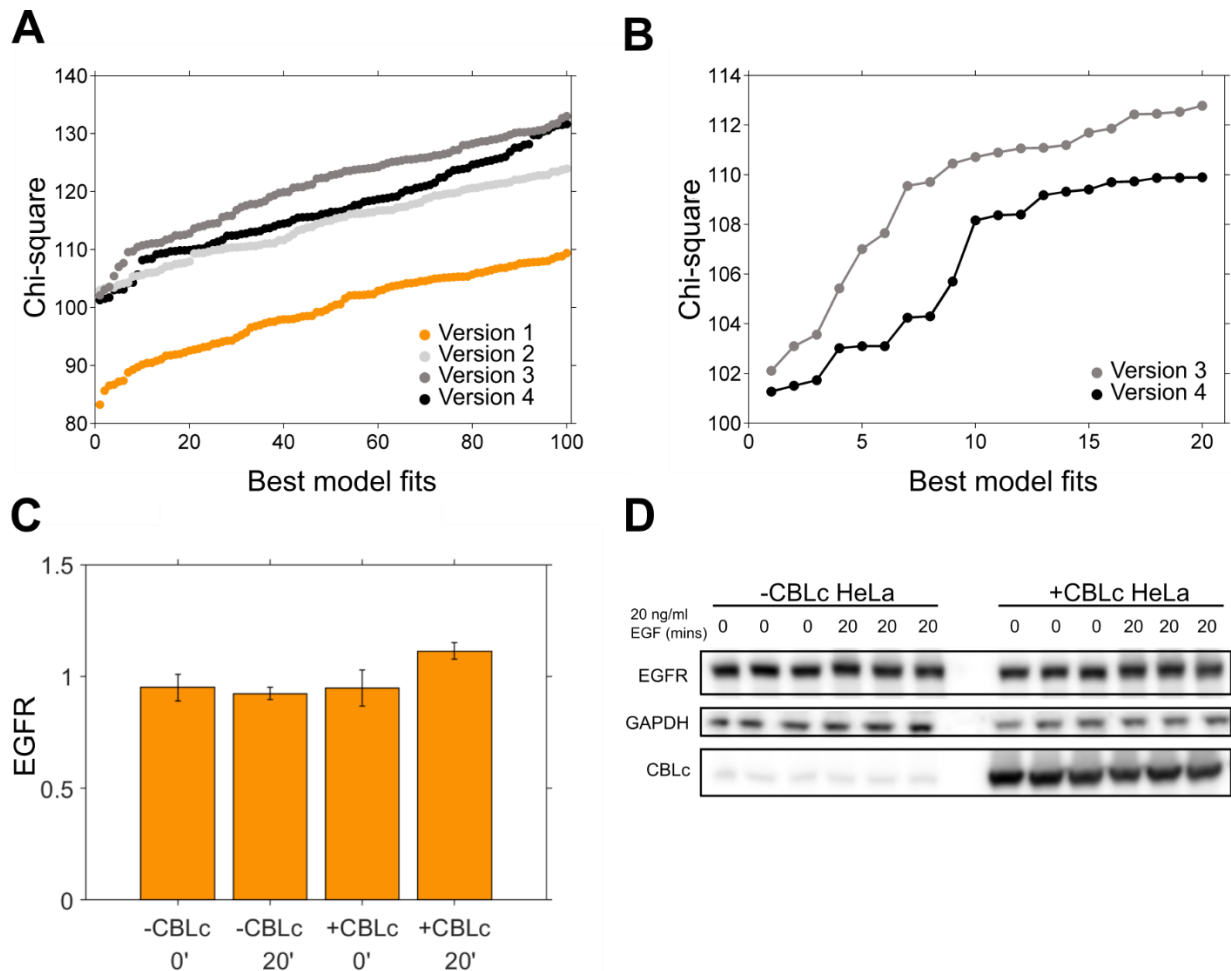 A
140
130
120
110
100
90
80
0 20 40 60 80 100
Chi-square
Best model fits
Version 1
Version 2
Version 3
Version 4
B
114
112
110
108
106
104
102
100
0 5 10 15 20
Chi-square
Best model fits
Version 3
Version 4
C
1.5
1
0.5
0
EGFR
-CBLc -CBLc +CBLc +CBLc
0' 20' 0' 20'
D
-CBLc HeLa +CBLc HeLa
20 ng/ml
EGF (mins) 0 0 0 20 20 20 0 0 0 20 20 20
EGFR
GAPDH
CBLc